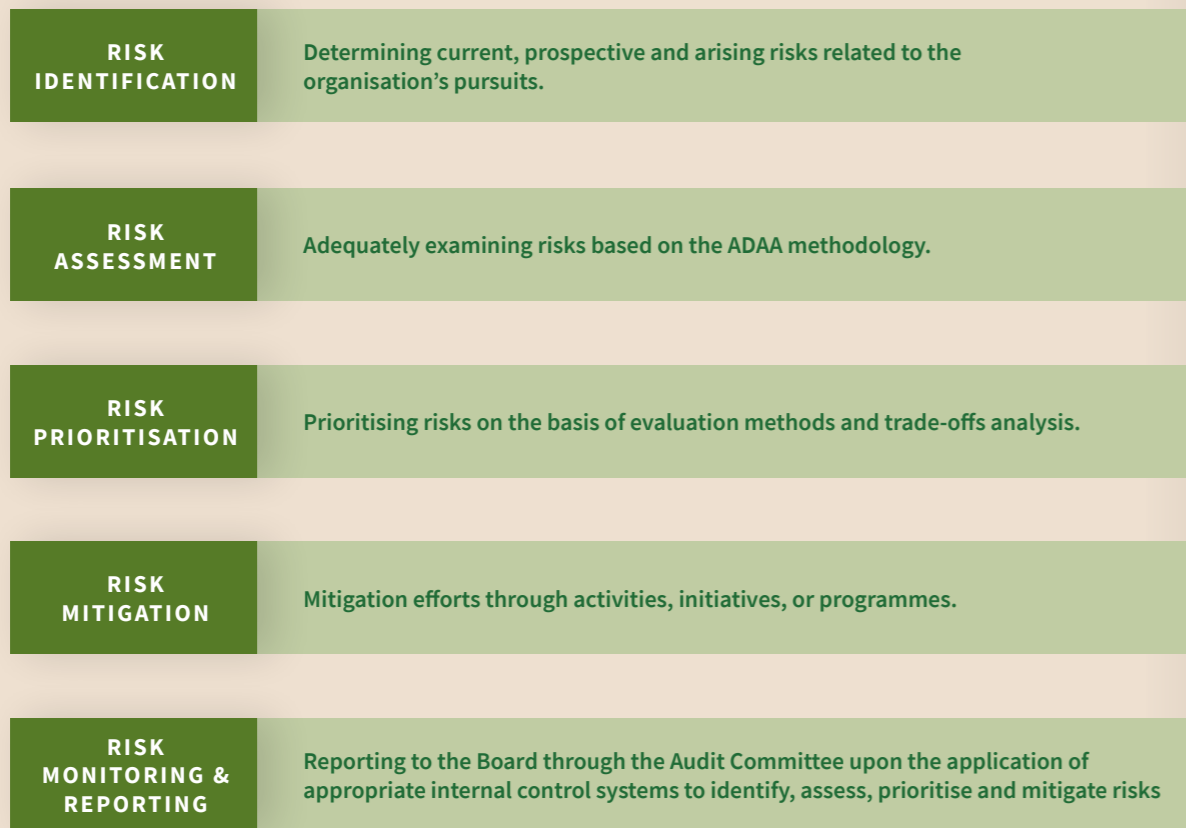 RISK
IDENTIFICATION
Determining current, prospective and arising risks related to the
organisation’s pursuits.
RISK
ASSESSMENT
Adequately examining risks based on the ADAA methodology.
RISK
PRIORITISATION
Prioritising risks on the basis of evaluation methods and trade-offs analysis.
RISK
MITIGATION
Mitigation efforts through activities, initiatives, or programmes.
RISK
MONITORING &
REPORTING
Reporting to the Board through the Audit Committee upon the application of
appropriate internal control systems to identify, assess, prioritise and mitigate risks